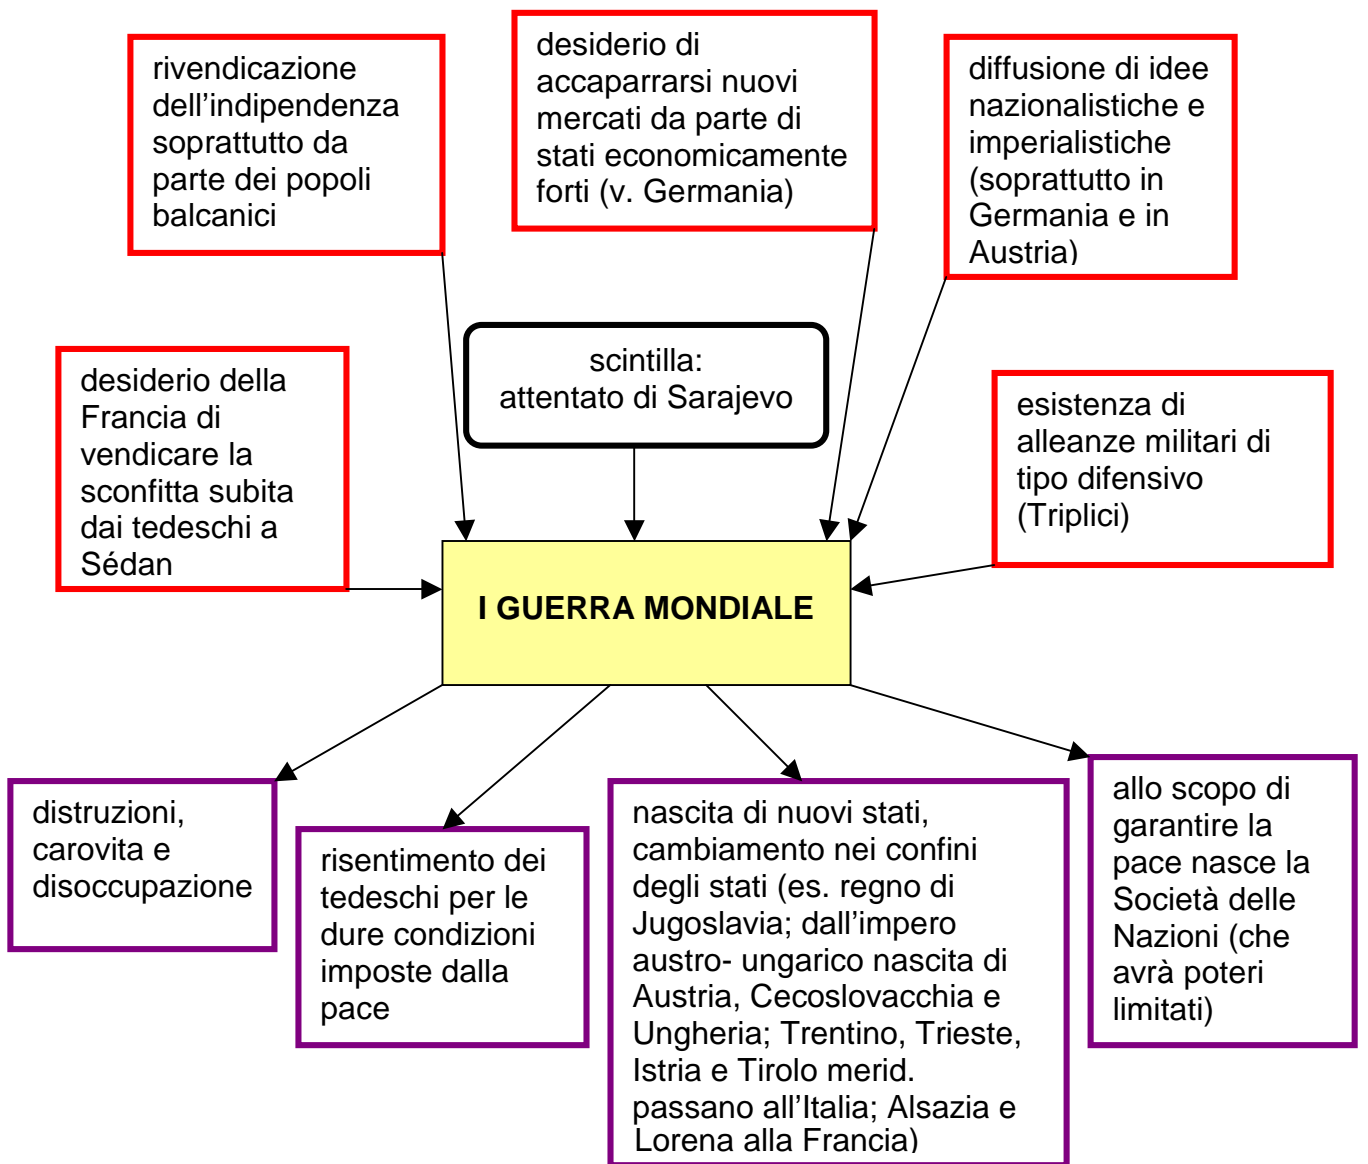 rivendicazione
dell’indipendenza
soprattutto da
parte dei popoli
balcanici
desiderio di
accaparrarsi nuovi
mercati da parte di
stati economicamente
forti (v. Germania)
diffusione di idee
nazionalistiche e
imperialistiche
(soprattutto in
Germania e in
Austria)
desiderio della
Francia di
vendicare la
sconfitta subita
dai tedeschi a
Sédan
scintilla:
attentato di Sarajevo
esistenza di
alleanze militari di
tipo difensivo
(Triplici)
I GUERRA MONDIALE
distruzioni,
carovita e
disoccupazione
risentimento dei
tedeschi per le
dure condizioni
imposte dalla
pace
nascita di nuovi stati,
cambiamento nei confini
degli stati (es. regno di
Jugoslavia; dall’impero
austro- ungarico nascita di
Austria, Cecoslovacchia e
Ungheria; Trentino, Trieste,
Istria e Tirolo merid.
passano all’Italia; Alsazia e
Lorena alla Francia)
allo scopo di
garantire la
pace nasce la
Società delle
Nazioni (che
avrà poteri
limitati)